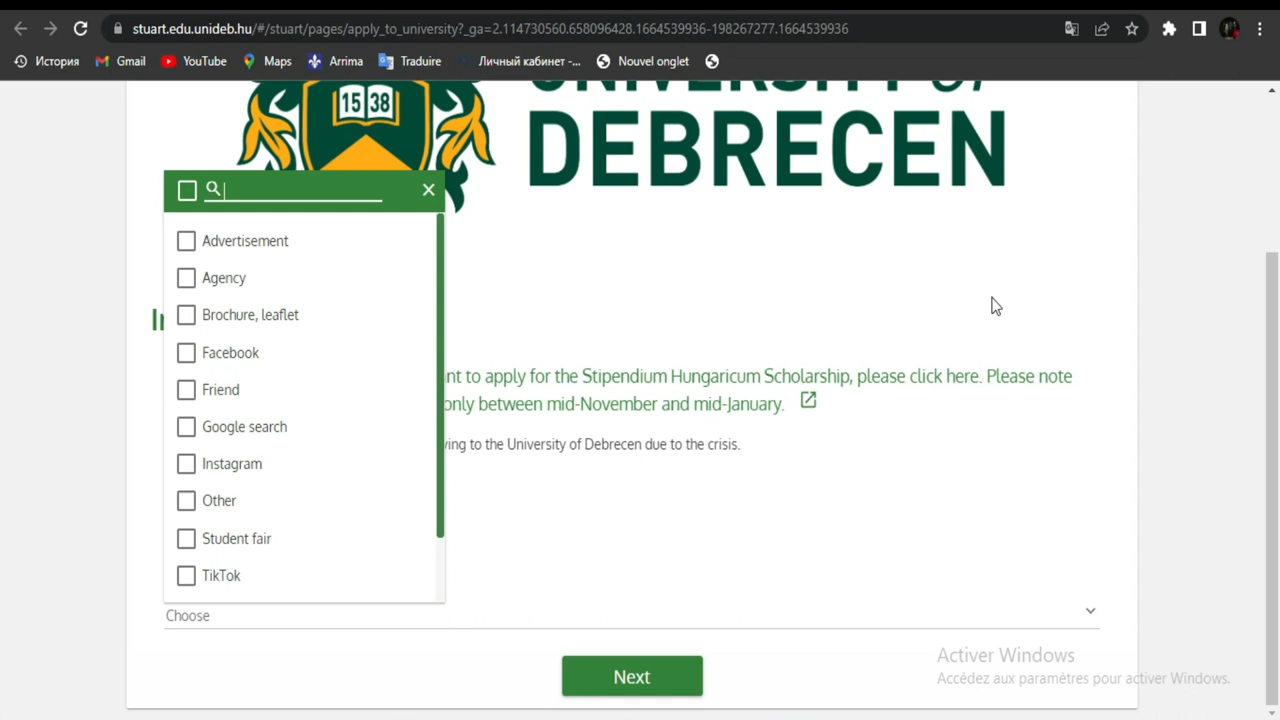 stuart.edu.unideb.hu/#/stuart/pages/apply_to_university?_ga=2.114730560.658096428.1664539936-198267277.1664539936
История Gmail YouTube Maps Arrima Traduire Личный кабинет -... Nouvel onglet
DEBRECEN
15 38
Advertisement
Agency
Brochure, leaflet
Facebook
Friend
Google search
Instagram
Other
Student fair
TikTok
nt to apply for the Stipendium Hungaricum Scholarship, please click here. Please note
only between mid-November and mid-January.
ying to the University of Debrecen due to the crisis.
Choose
Next
Activer Windows
Accédez aux paramètres pour activer Windows.